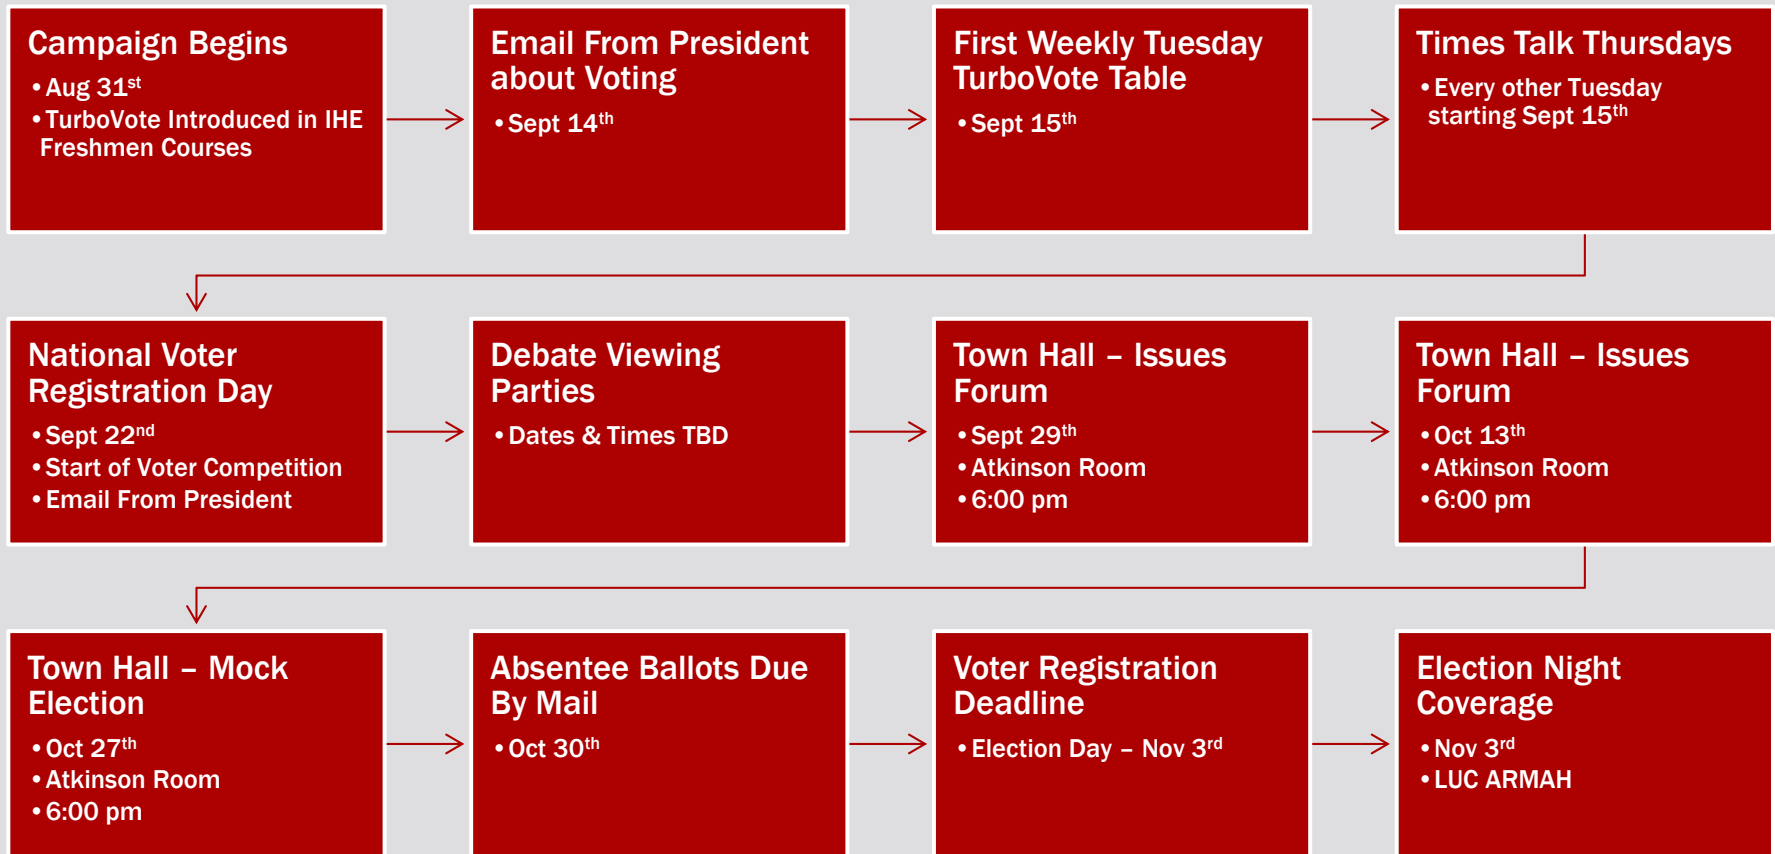 Campaign Begins
•Aug 31st
•TurboVote Introduced in IHE
Freshmen Courses
Email From President
about Voting
•Sept 14th
First Weekly Tuesday
TurboVote Table
•Sept 15th
Times Talk Thursdays
•Every other Tuesday
starting Sept 15th
National Voter
Registration Day
•Sept 22nd
•Start of Voter Competition
•Email From President
Debate Viewing
Parties
•Dates & Times TBD
Town Hall – Issues
Forum
•Sept 29th
•Atkinson Room
•6:00 pm
Town Hall – Issues
Forum
•Oct 13th
•Atkinson Room
•6:00 pm
Town Hall – Mock
Election
•Oct 27th
•Atkinson Room
•6:00 pm
Absentee Ballots Due
By Mail
•Oct 30th
Voter Registration
Deadline
•Election Day – Nov 3rd
Election Night
Coverage
•Nov 3rd
•LUC ARMAH